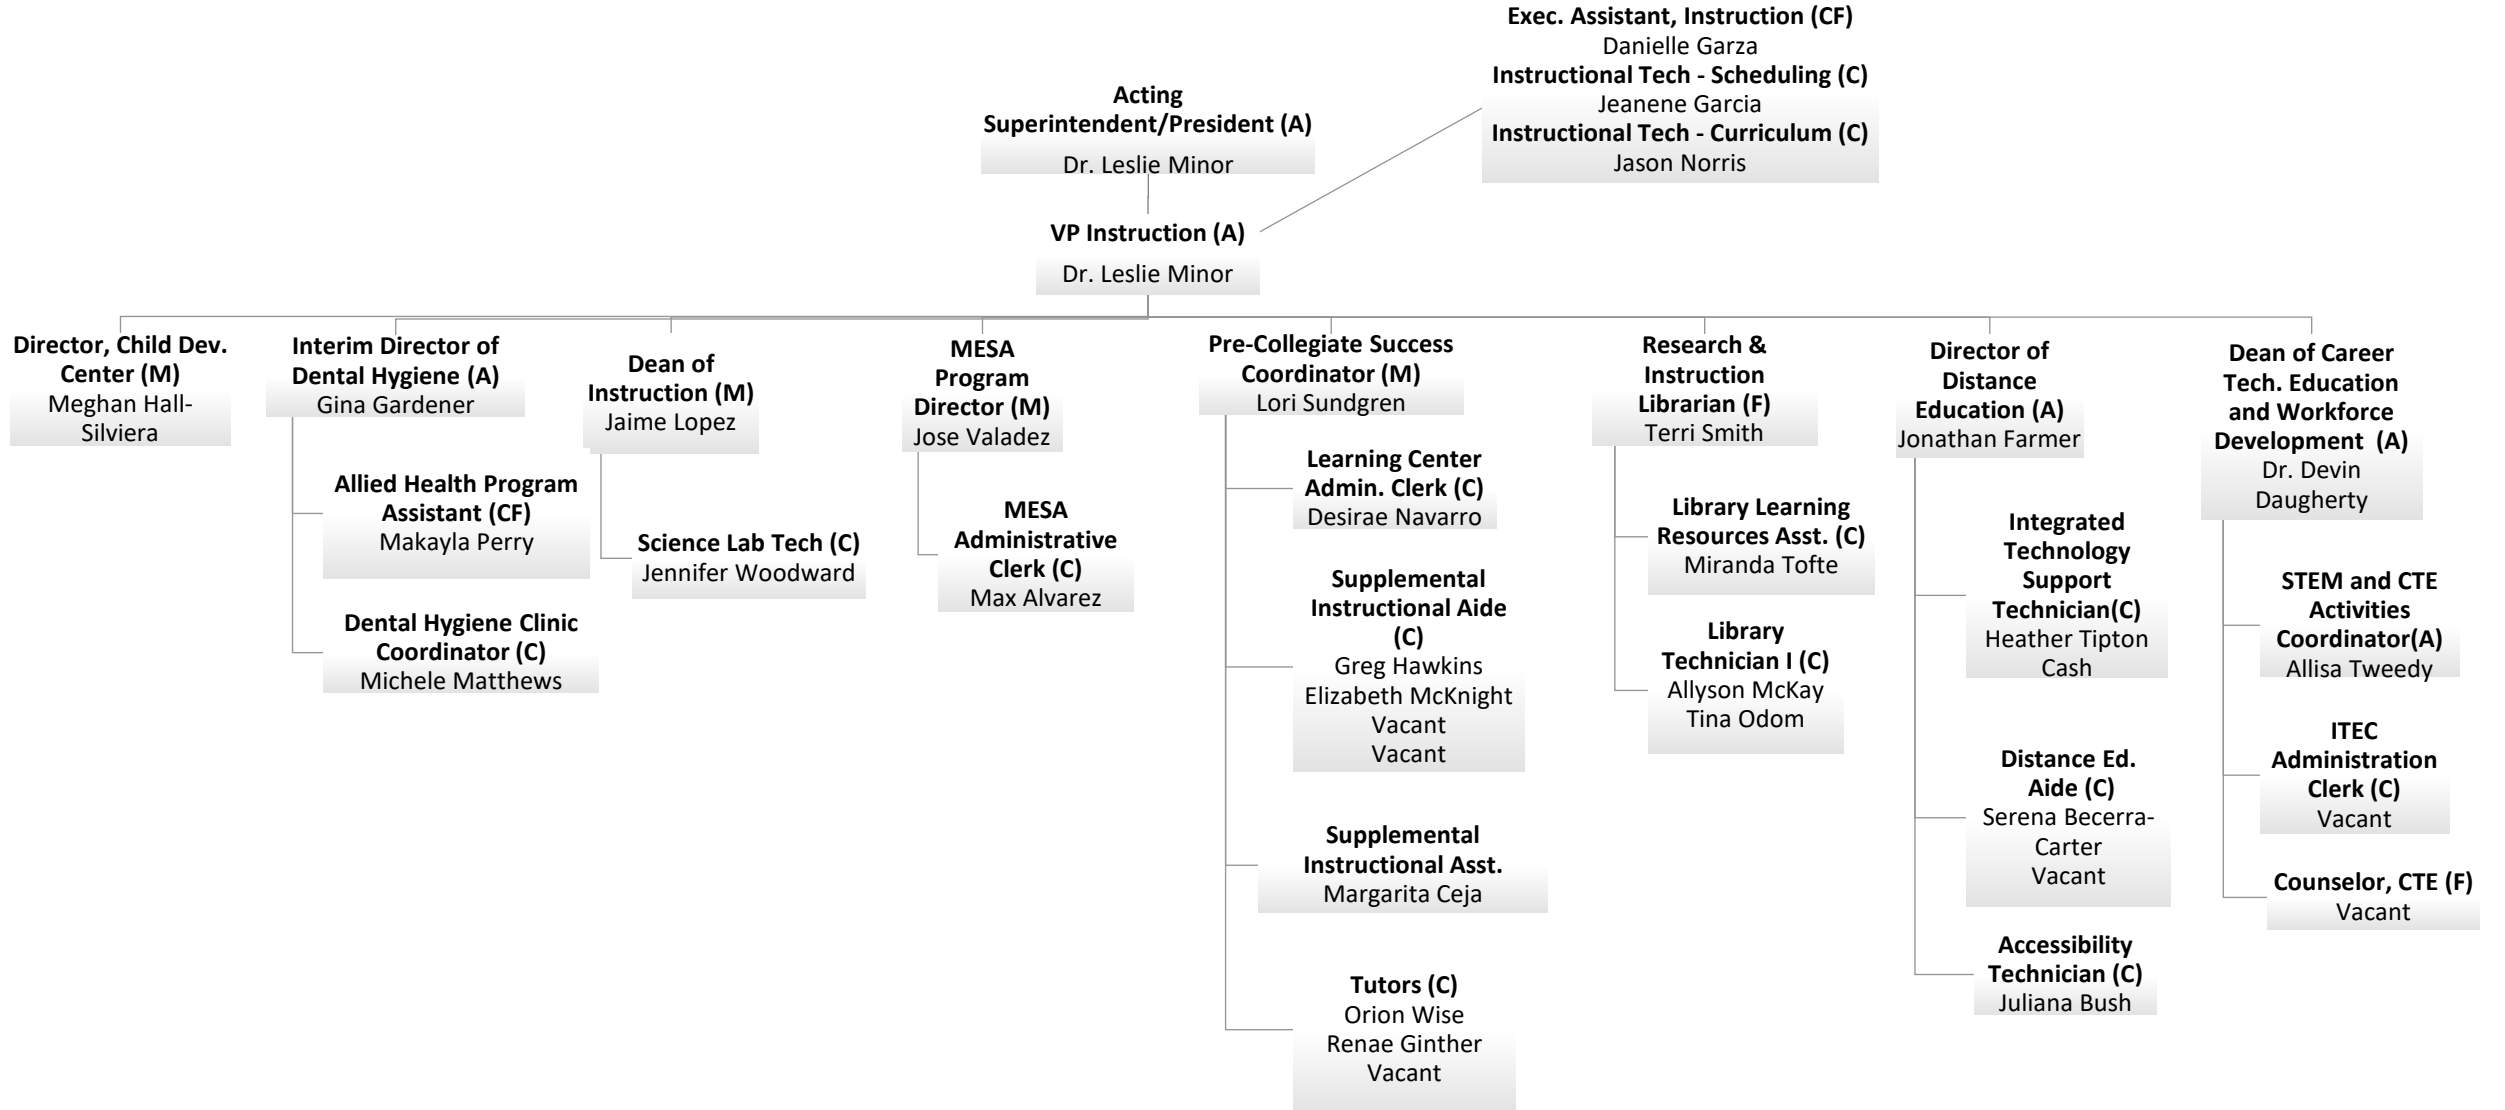 Exec. Assistant, Instruction (CF)
Danielle Garza
Instructional Tech - Scheduling (C)
Jeanene Garcia
Instructional Tech - Curriculum (C)
Jason Norris
Acting
Superintendent/President (A)
Dr. Leslie Minor
VP Instruction (A)
Dr. Leslie Minor
Director, Child Dev.
Center (M)
Meghan Hall-
Silviera
Interim Director of
Dental Hygiene (A)
Gina Gardener
Allied Health Program
Assistant (CF)
Makayla Perry
Dental Hygiene Clinic
Coordinator (C)
Michele Matthews
Dean of
Instruction (M)
Jaime Lopez
Science Lab Tech (C)
Jennifer Woodward
MESA
Program
Director (M)
Jose Valadez
MESA
Administrative
Clerk (C)
Max Alvarez
Pre-Collegiate Success
Coordinator (M)
Lori Sundgren
Learning Center
Admin. Clerk (C)
Desirae Navarro
Supplemental
Instructional Aide
(C)
Greg Hawkins
Elizabeth McKnight
Vacant
Vacant
Supplemental
Instructional Asst.
Margarita Ceja
Tutors (C)
Orion Wise
Renae Ginther
Vacant
Research &
Instruction
Librarian (F)
Terri Smith
Library Learning
Resources Asst. (C)
Miranda Tofte
Library
Technician I (C)
Allyson McKay
Tina Odom
Director of
Distance
Education (A)
Jonathan Farmer
Integrated
Technology
Support
Technician(C)
Heather Tipton
Cash
Distance Ed.
Aide (C)
Serena Becerra-
Carter
Vacant
Accessibility
Technician (C)
Juliana Bush
Dean of Career
Tech. Education
and Workforce
Development (A)
Dr. Devin
Daugherty
STEM and CTE
Activities
Coordinator(A)
Allisa Tweedy
ITEC
Administration
Clerk (C)
Vacant
Counselor, CTE (F)
Vacant